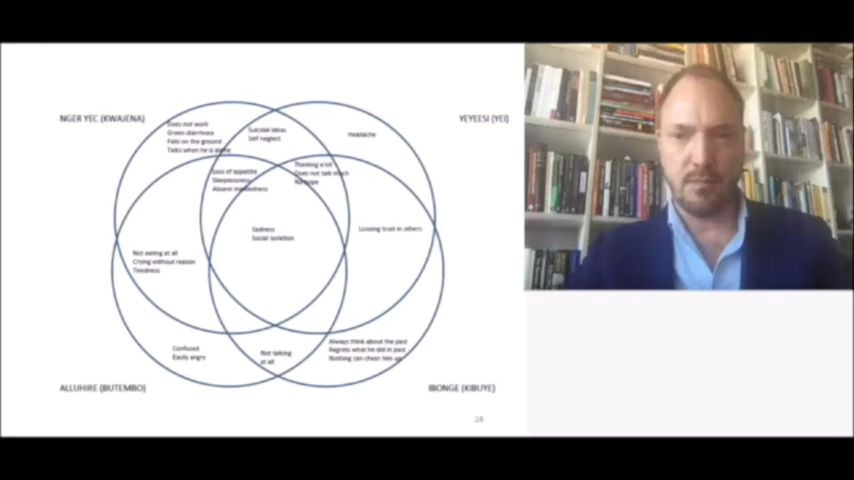 NGER YEC (KWAJENA)
YEYEESI (YEI)
Does not work
Green diarrhoea
Falls on the ground
Talks when he is alone
Suicidal ideas
Self neglect
headache
Loss of appetite
Sleeplessness
Absent mindedness
Thinking a lot
Does not talk much
No hope
Sadness
Social isolation
Loosing trust in others
Not eating at all
Crying without reason
Tiredness
Confused
Easily angry
Not talking
at all
Always think about the past
Regrets what he did in past
Nothing can cheer him up
ALLUHIRE (BUTEMBO)
IBONGE (KIBUYE)
28